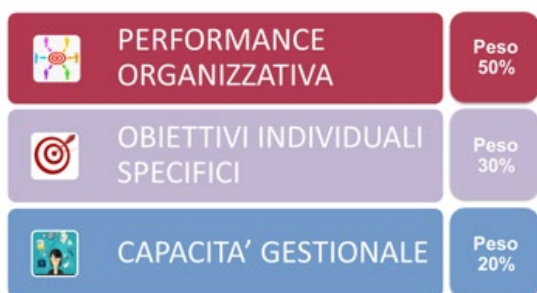 PERFORMANCE
ORGANIZZATIVA
Peso
50%
OBIETTIVI INDIVIDUALI
SPECIFICI
Peso
30%
CAPACITA’ GESTIONALE
Peso
20%